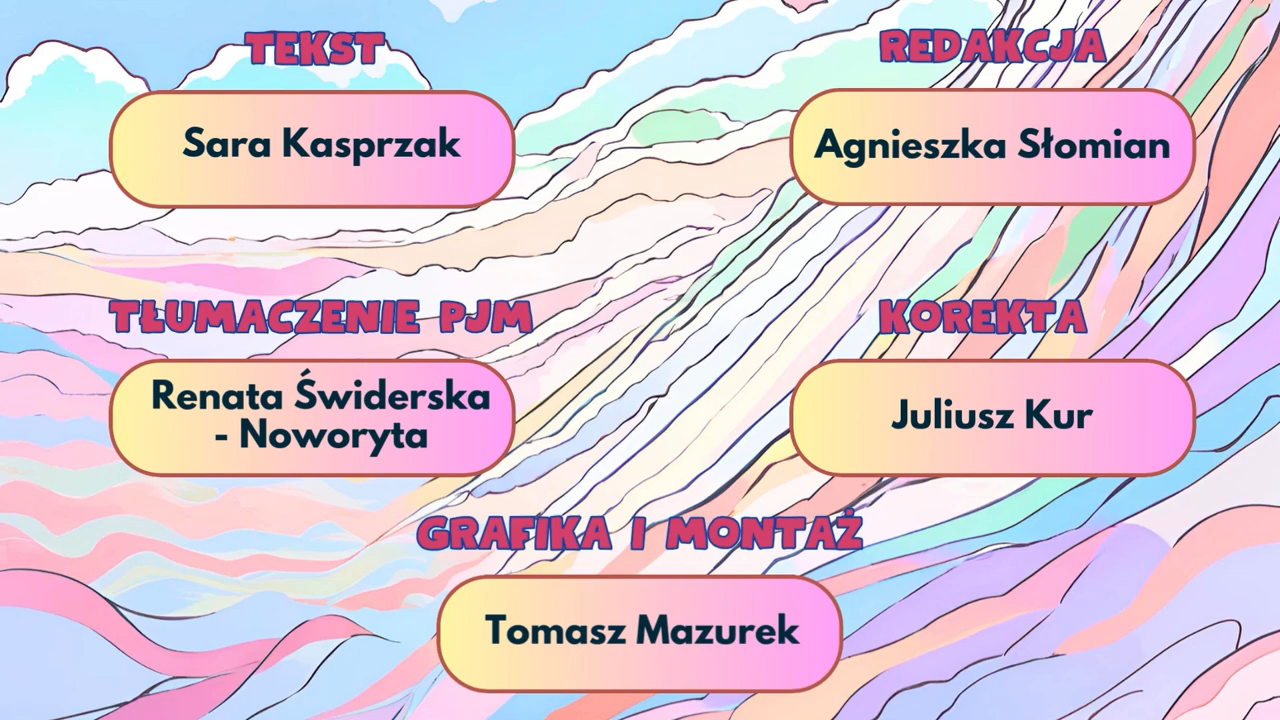 TEKST
Sara Kasprzak
REDAKCJA
Agnieszka Słomian
TŁUMACZENIE PJM
Renata Świderska
- Noworyta
KOREKTA
Juliusz Kur
GRAFIKA I MONTAŻ
Tomasz Mazurek